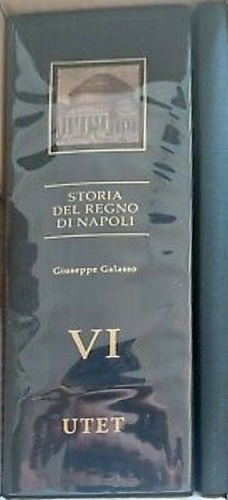 STORIA
DEL REGNO
DI NAPOLI
Giuseppe Galasso
VI
UTET